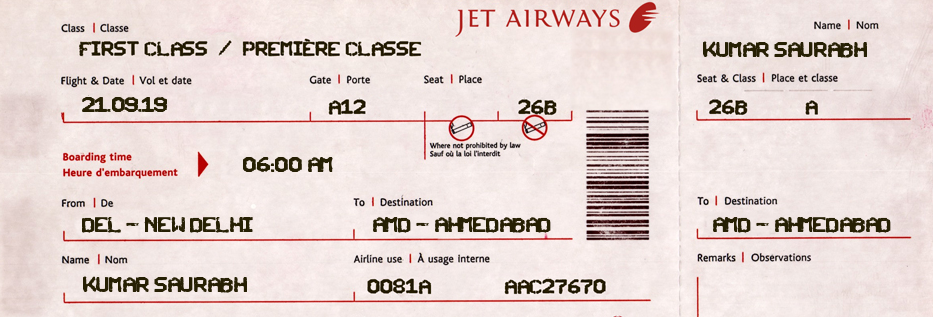 JET AIRWAYS
Class | Classe
FIRST CLASS / PREMIÈRE CLASSE
Flight & Date | Vol et date
Gate | Porte
Seat | Place
21.09.19
A12
26B
Where not prohibited by law
Sauf où la loi l'interdit
Boarding time
Heure d'embarquement
06:00 AM
From | De
To | Destination
DEL - NEW DELHI
AMD - AHMEDABAD
Name | Nom
Airline use | À usage interne
KUMAR SAURABH
0081A
AAC27670
Name | Nom
KUMAR SAURABH
Seat & Class | Place et classe
26B
A
To | Destination
AMD - AHMEDABAD
Remarks | Observations